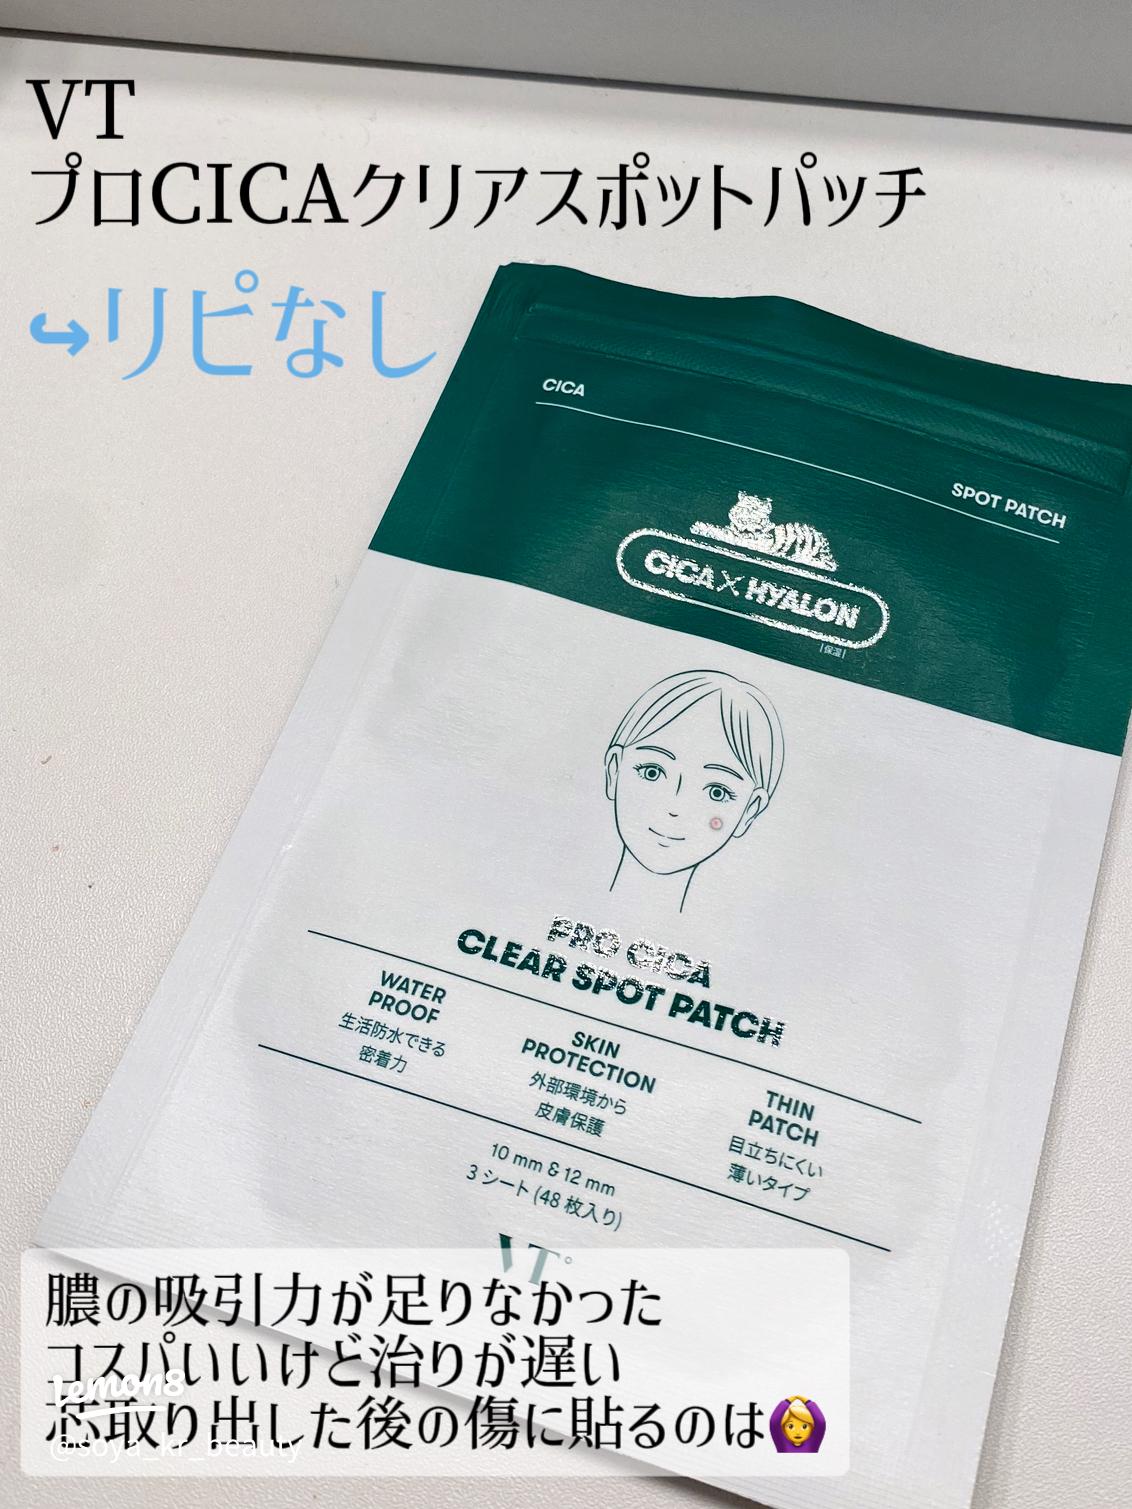 VT
プロCICAクリアスポットパッチ
↪リピなし
CICA
SPOT PATCH
CICA×HYALON
[保湿]
PRO CICA
CLEAR SPOT PATCH
WATER
PROOF
生活防水できる
密着力
SKIN
PROTECTION
外部環境から
皮膚保護
THIN
PATCH
目立ちにくい
薄いタイプ
10 mm & 12 mm
3 シート (48 枚入り)
VT
膿の吸引力が足りなかった
コスパいいけど治りが遅い
芯取り出した後の傷に貼るのは🙆‍♀️
lemon8
@soya_kr_beauty